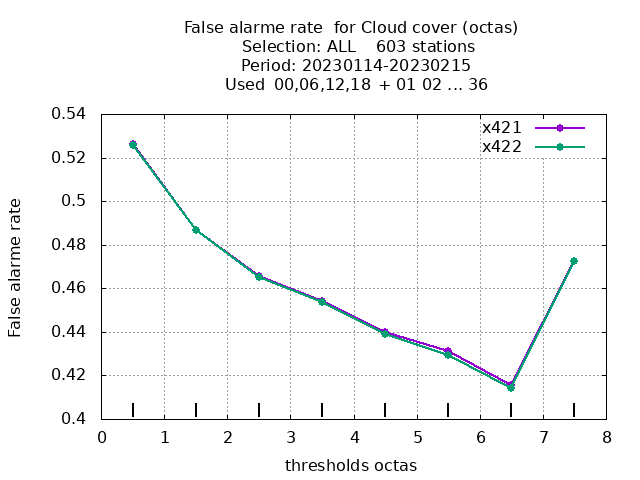 False alarme rate  for Cloud cover (octas)
Selection: ALL    603 stations
Period: 20230114-20230215
Used  00,06,12,18 + 01 02 ... 36
x421
x422
0.54
0.52
0.5
0.48
0.46
0.44
0.42
0.4
False alarme rate
0 1 2 3 4 5 6 7 8
thresholds octas